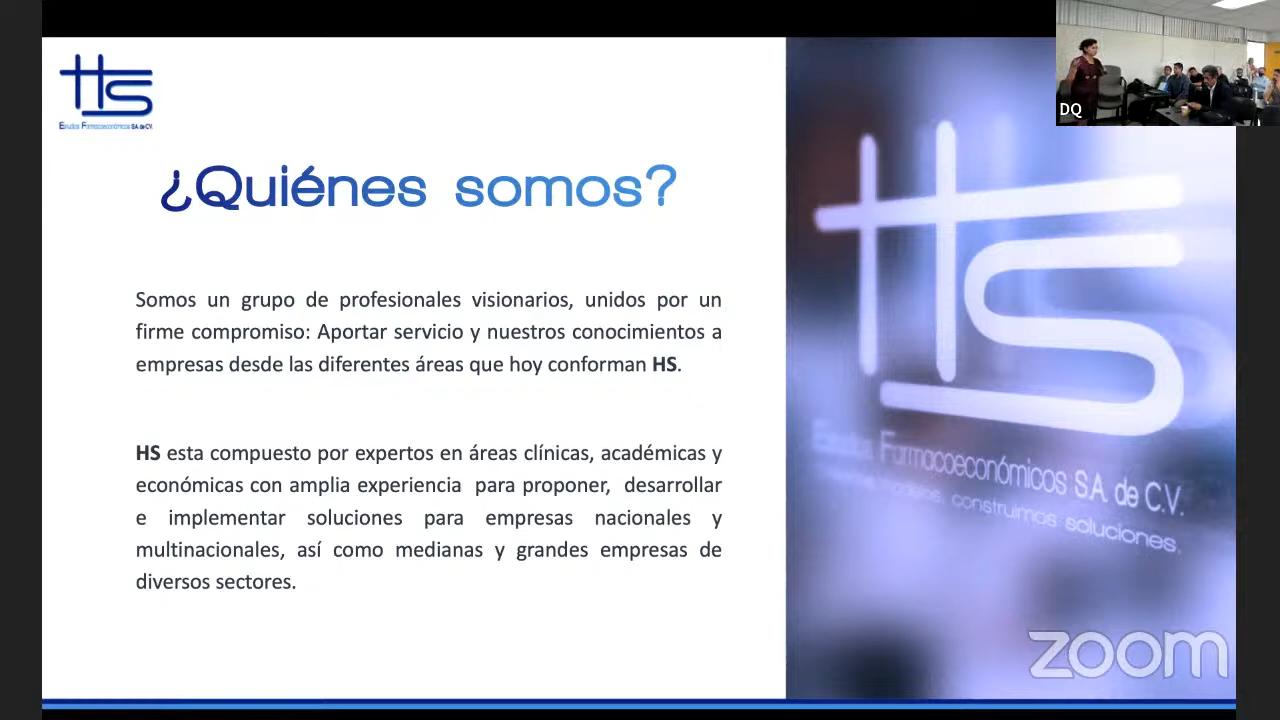 HS
Estudios Farmacoeconómicos S.A. de C.V.
¿Quiénes somos?
Somos un grupo de profesionales visionarios, unidos por un
firme compromiso: Aportar servicio y nuestros conocimientos a
empresas desde las diferentes áreas que hoy conforman HS.
HS esta compuesto por expertos en áreas clínicas, académicas y
económicas con amplia experiencia para proponer, desarrollar
e implementar soluciones para empresas nacionales y
multinacionales, así como medianas y grandes empresas de
diversos sectores.
DQ
HS
Farmacoeconómicos S.A. de C.V.
construimos soluciones.
zoom